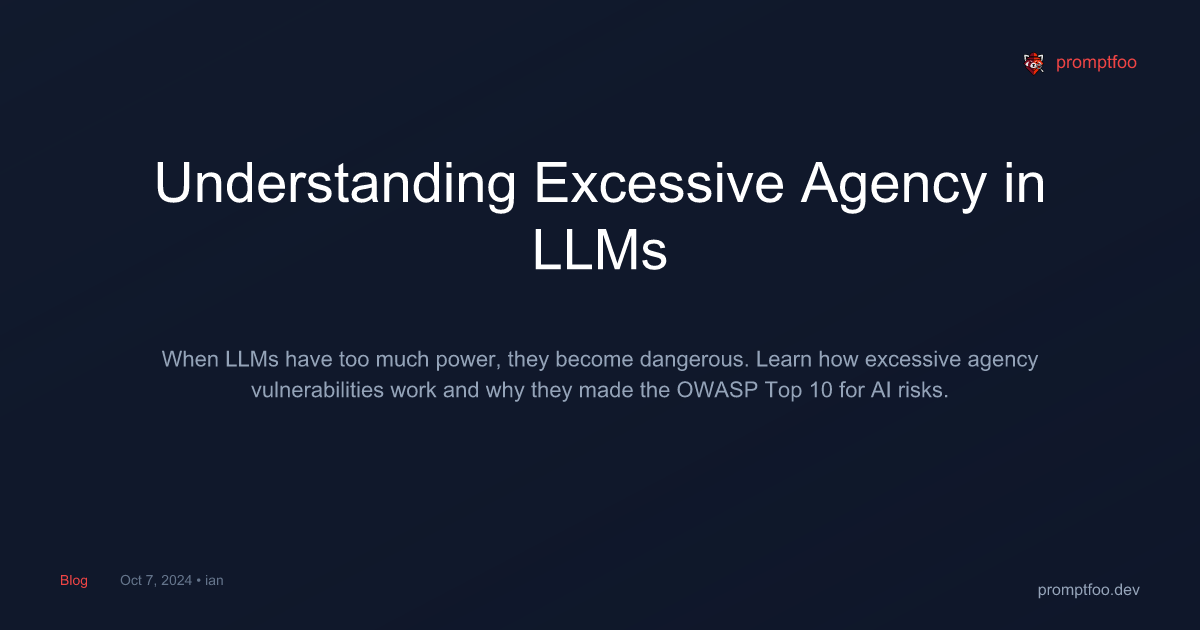 promptfoo
Understanding Excessive Agency in
LLMs
When LLMs have too much power, they become dangerous. Learn how excessive agency
vulnerabilities work and why they made the OWASP Top 10 for AI risks.
Blog Oct 7, 2024 • ian
promptfoo.dev